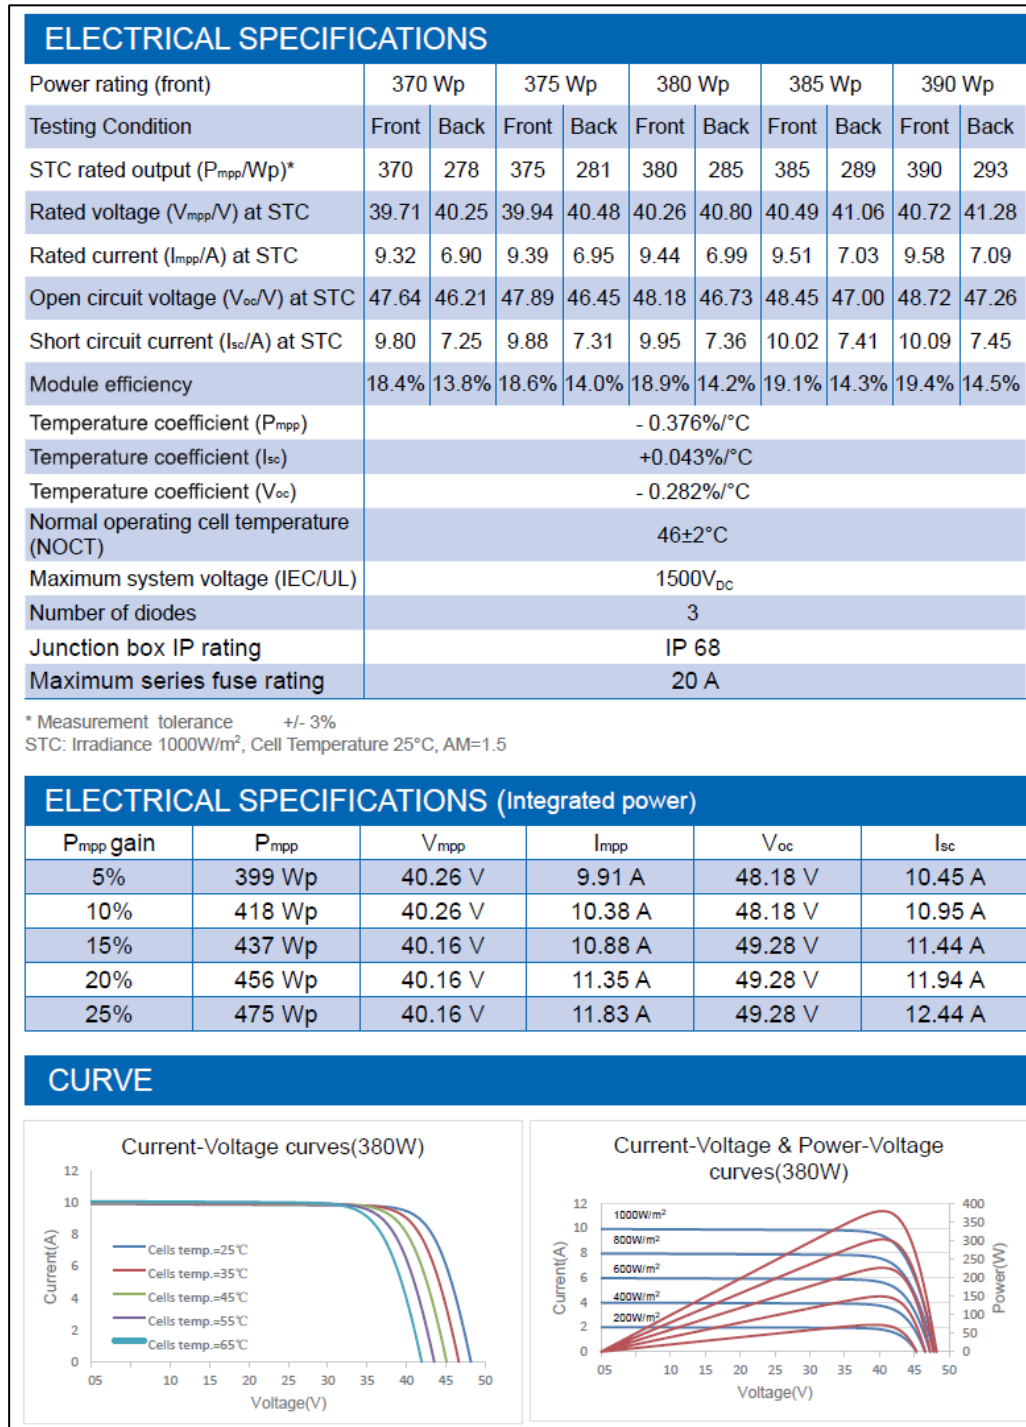 ELECTRICAL SPECIFICATIONS
Power rating (front) 370 Wp 375 Wp 380 Wp 385 Wp 390 Wp
Testing Condition Front Back Front Back Front Back Front Back Front Back
STC rated output (Pmpp/Wp)* 370 278 375 281 380 285 385 289 390 293
Rated voltage (Vmpp/V) at STC 39.71 40.25 39.94 40.48 40.26 40.80 40.49 41.06 40.72 41.28
Rated current (Impp/A) at STC 9.32 6.90 9.39 6.95 9.44 6.99 9.51 7.03 9.58 7.09
Open circuit voltage (Voc/V) at STC 47.64 46.21 47.89 46.45 48.18 46.73 48.45 47.00 48.72 47.26
Short circuit current (Isc/A) at STC 9.80 7.25 9.88 7.31 9.95 7.36 10.02 7.41 10.09 7.45
Module efficiency 18.4% 13.8% 18.6% 14.0% 18.9% 14.2% 19.1% 14.3% 19.4% 14.5%
Temperature coefficient (Pmpp) - 0.376%/°C
Temperature coefficient (Isc) +0.043%/°C
Temperature coefficient (Voc) - 0.282%/°C
Normal operating cell temperature
(NOCT) 46±2°C
Maximum system voltage (IEC/UL) 1500VDC
Number of diodes 3
Junction box IP rating IP 68
Maximum series fuse rating 20 A
* Measurement tolerance +/- 3%
STC: Irradiance 1000W/m², Cell Temperature 25°C, AM=1.5
ELECTRICAL SPECIFICATIONS (Integrated power)
Pmpp gain Pmpp Vmpp Impp Voc Isc
5% 399 Wp 40.26 V 9.91 A 48.18 V 10.45 A
10% 418 Wp 40.26 V 10.38 A 48.18 V 10.95 A
15% 437 Wp 40.16 V 10.88 A 49.28 V 11.44 A
20% 456 Wp 40.16 V 11.35 A 49.28 V 11.94 A
25% 475 Wp 40.16 V 11.83 A 49.28 V 12.44 A
CURVE
Current-Voltage curves(380W)
12
10
8
6
4
2
0
Current(A)
Cells temp.=25℃
Cells temp.=35℃
Cells temp.=45℃
Cells temp.=55℃
Cells temp.=65℃
05 10 15 20 25 30 35 40 45 50
Voltage(V)
Current-Voltage & Power-Voltage
curves(380W)
12
10
8
6
4
2
0
Current(A)
1000W/m²
800W/m²
600W/m²
400W/m²
200W/m²
400
350
300
250
200
150
100
50
0
Power(W)
05 10 15 20 25 30 35 40 45 50
Voltage(V)